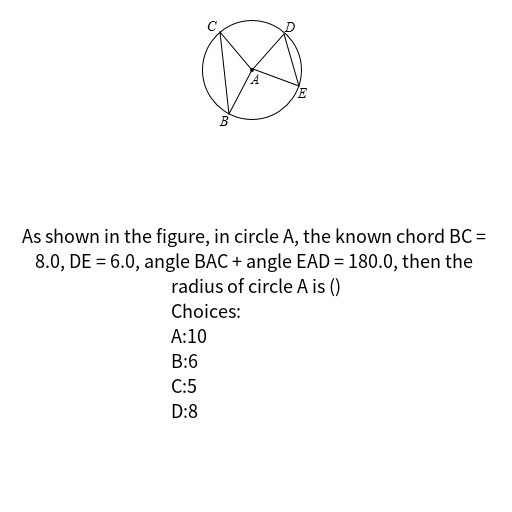 C
D
A
E
B
As shown in the figure, in circle A, the known chord BC =
8.0, DE = 6.0, angle BAC + angle EAD = 180.0, then the
radius of circle A is ()
Choices:
A:10
B:6
C:5
D:8